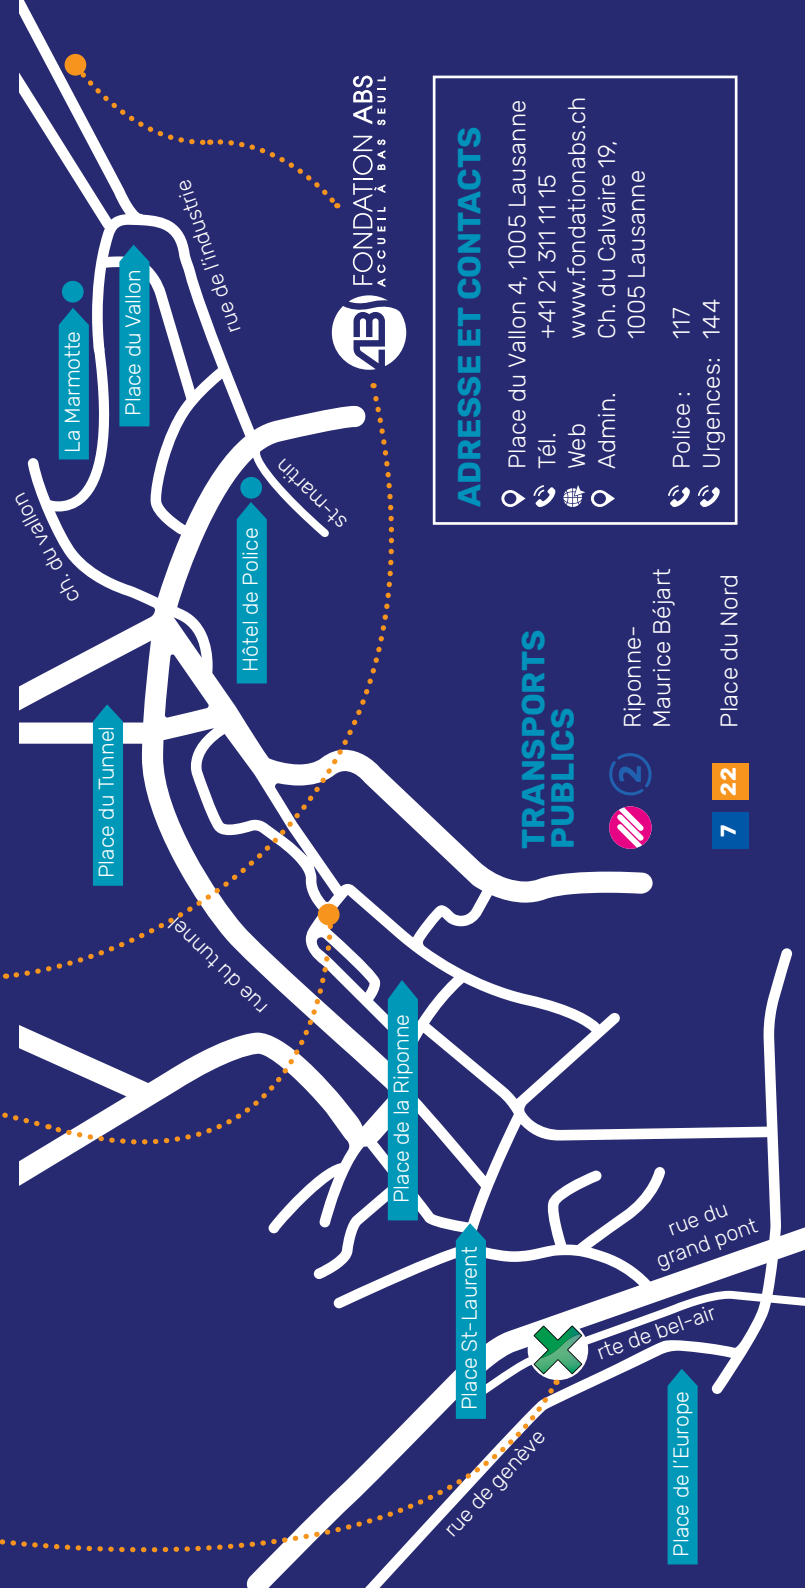 Place de l'Europe
rue de genève
Place St-Laurent
rte de bel-air
rue du
grand pont
Place de la Riponne
rue du tunnel
Place du Tunnel
ch. du vallon
Hôtel de Police
st-martin
La Marmotte
Place du Vallon
rue de l'industrie
ABS
FONDATION ABS
ACCUEIL À BAS SEUIL
TRANSPORTS
PUBLICS
2 Riponne-
Maurice Béjart
7 22 Place du Nord
ADRESSE ET CONTACTS
Place du Vallon 4, 1005 Lausanne
Tél. +41 21 311 11 15
Web www.fondationabs.ch
Admin. Ch. du Calvaire 19,
1005 Lausanne
Police : 117
Urgences: 144